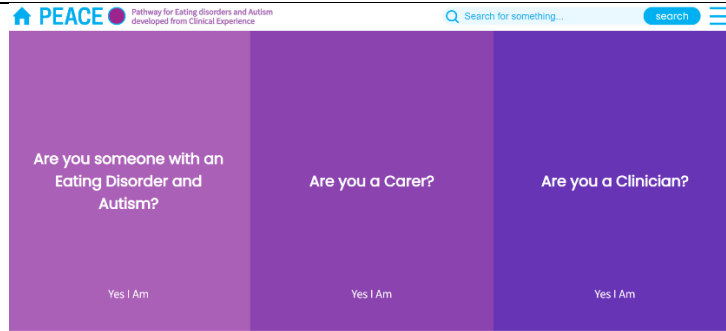 PEACE
Pathway for Eating disorders and Autism
developed from Clinical Experience
Search for something...
search
Are you someone with an
Eating Disorder and
Autism?
Yes I Am
Are you a Carer?
Yes I Am
Are you a Clinician?
Yes I Am